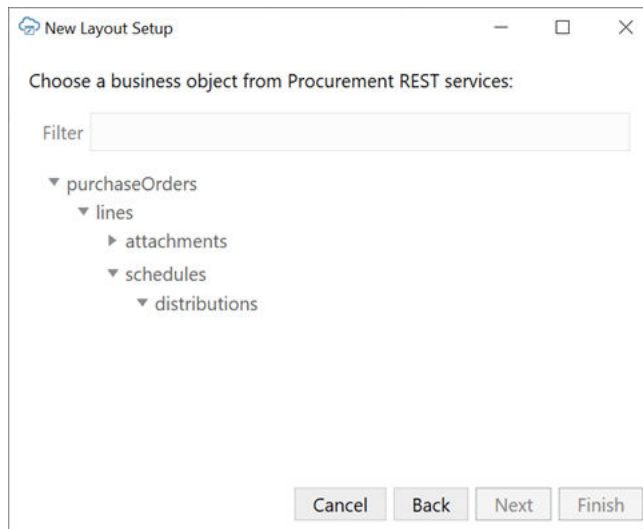 New Layout Setup
Choose a business object from Procurement REST services:
Filter
purchaseOrders
lines
attachments
schedules
distributions
Cancel Back Next Finish